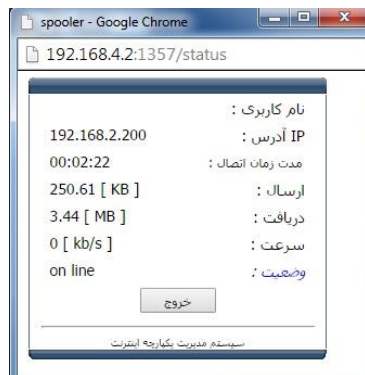 spooler - Google Chrome
192.168.4.2:1357/status
نام کاربری :
IP آدرس : 192.168.2.200
مدت زمان اتصال : 00:02:22
ارسال : 250.61 [ KB ]
دریافت : 3.44 [ MB ]
سرعت : 0 [ kb/s ]
وضعیت : on line
خروج
سیستم مدیریت یکپارچه اینترنت